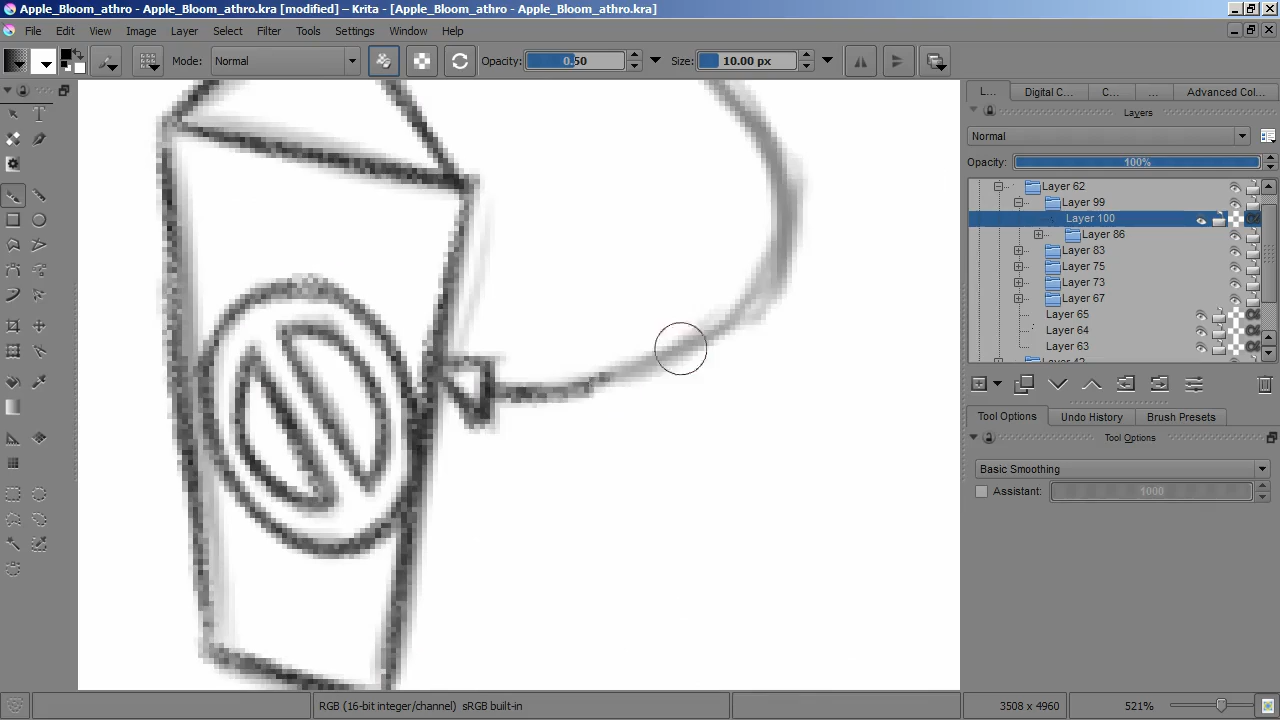 Apple_Bloom_athro - Apple_Bloom_athro.kra [modified] - Krita - [Apple_Bloom_athro - Apple_Bloom_athro.kra]
File Edit View Image Layer Select Filter Tools Settings Window Help
Mode: Normal Opacity: 0.50 Size: 10.00 px
L... Digital C... C... ... Advanced Col...
Layers
Normal
Opacity: 100%
Layer 62
Layer 99
Layer 100
Layer 86
Layer 83
Layer 75
Layer 73
Layer 67
Layer 65
Layer 64
Layer 63
Tool Options Undo History Brush Presets
Tool Options
Basic Smoothing
Assistant: 1000
RGB (16-bit integer/channel) sRGB built-in 3508 x 4960 521%